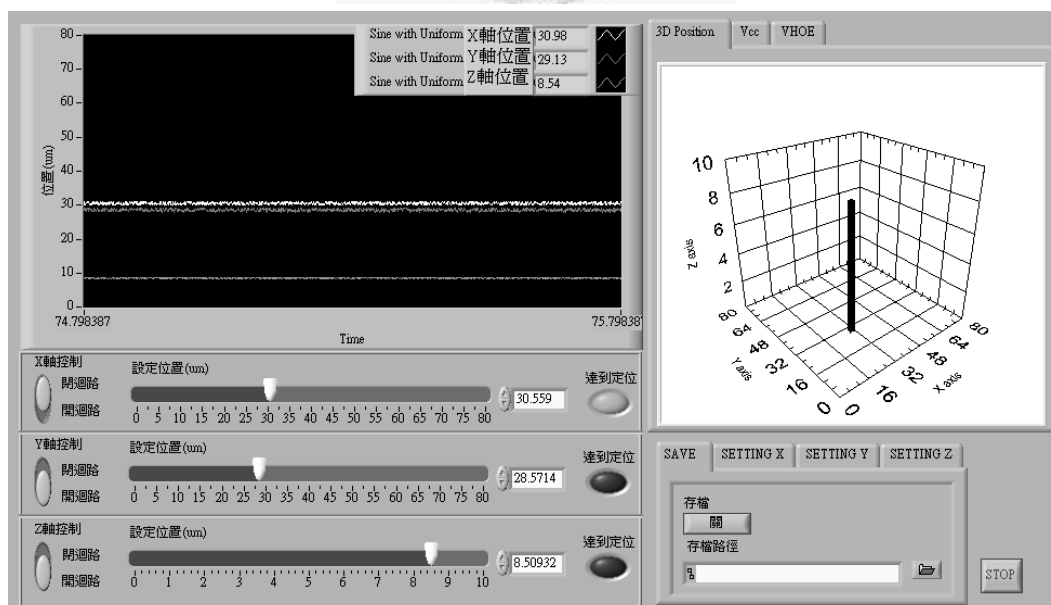 Sine with Uniform X軸位置 30.98
Sine with Uniform Y軸位置 29.13
Sine with Uniform Z軸位置 8.54
位置(um)
80
70
60
50
40
30
20
10
0
74.798387 75.798387
Time
3D Position Vcc VHOE
10
8
6
4
2
Z axis
80
64
48
32
16
0
Y axis
0
16
32
48
64
80
X axis
X軸控制
閉迴路
開迴路
設定位置(um)
0 5 10 15 20 25 30 35 40 45 50 55 60 65 70 75 80
30.559
達到定位
Y軸控制
閉迴路
開迴路
設定位置(um)
0 5 10 15 20 25 30 35 40 45 50 55 60 65 70 75 80
28.5714
達到定位
Z軸控制
閉迴路
開迴路
設定位置(um)
0 1 2 3 4 5 6 7 8 9 10
8.50932
達到定位
SAVE SETTING X SETTING Y SETTING Z
存檔
關
存檔路徑
STOP